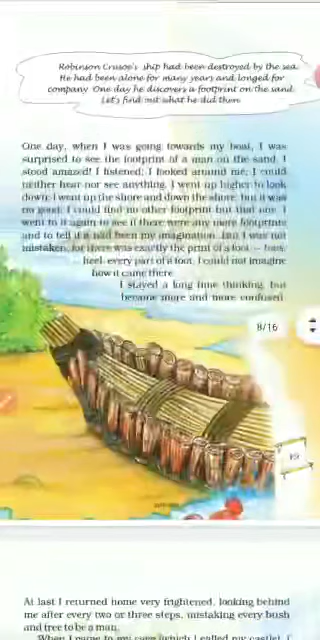 Robinson Crusoe's ship had been destroyed by the sea.
He had been alone for many years and longed for
company. One day he discovers a footprint on the sand.
Let's find out what he did then.
One day, when I was going towards my boat, I was
surprised to see the footprint of a man on the sand. I
stood amazed! I listened; I looked around me; I could
neither hear nor see anything. I went up higher to look
down; I went up the shore and down the shore, but it was
no good; I could find no other footprint but that one. I
went to it again to see if there were any more footprints
and to tell if it had been my imagination. But I was not
mistaken, for there was exactly the print of a foot — toes,
heel, every part of a foot. I could not imagine
how it came there.
I stayed a long time thinking, but
became more and more confused.
8/16
At last I returned home very frightened, looking behind
me after every two or three steps, mistaking every bush
and tree to be a man.
When I came to my cave (which I called my castle), I